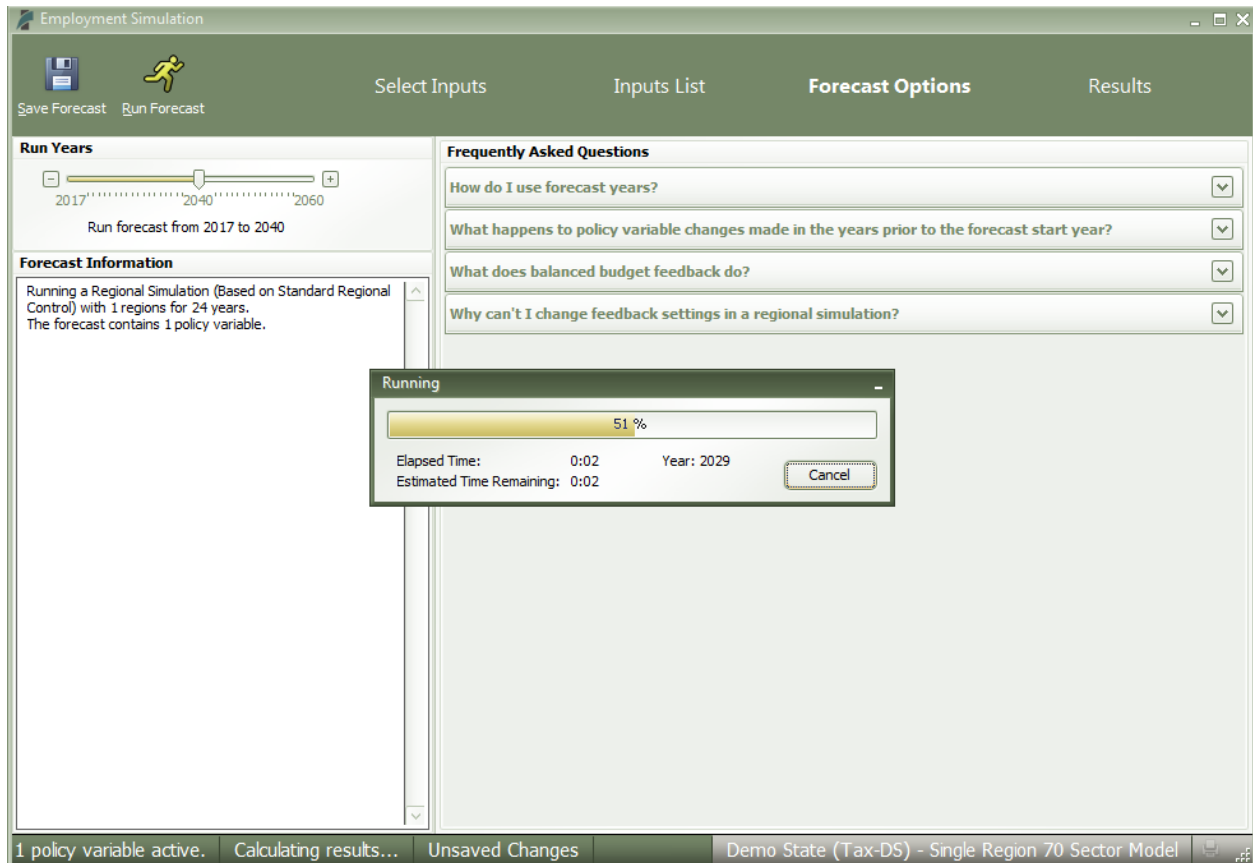 Employment Simulation
Save Forecast
Run Forecast
Select Inputs
Inputs List
Forecast Options
Results
Run Years
2017
2040
2060
Run forecast from 2017 to 2040
Forecast Information
Running a Regional Simulation (Based on Standard Regional
Control) with 1 regions for 24 years.
The forecast contains 1 policy variable.
Frequently Asked Questions
How do I use forecast years?
What happens to policy variable changes made in the years prior to the forecast start year?
What does balanced budget feedback do?
Why can't I change feedback settings in a regional simulation?
Running
51 %
Elapsed Time: 0:02 Year: 2029
Estimated Time Remaining: 0:02
Cancel
1 policy variable active.
Calculating results...
Unsaved Changes
Demo State (Tax-DS) - Single Region 70 Sector Model